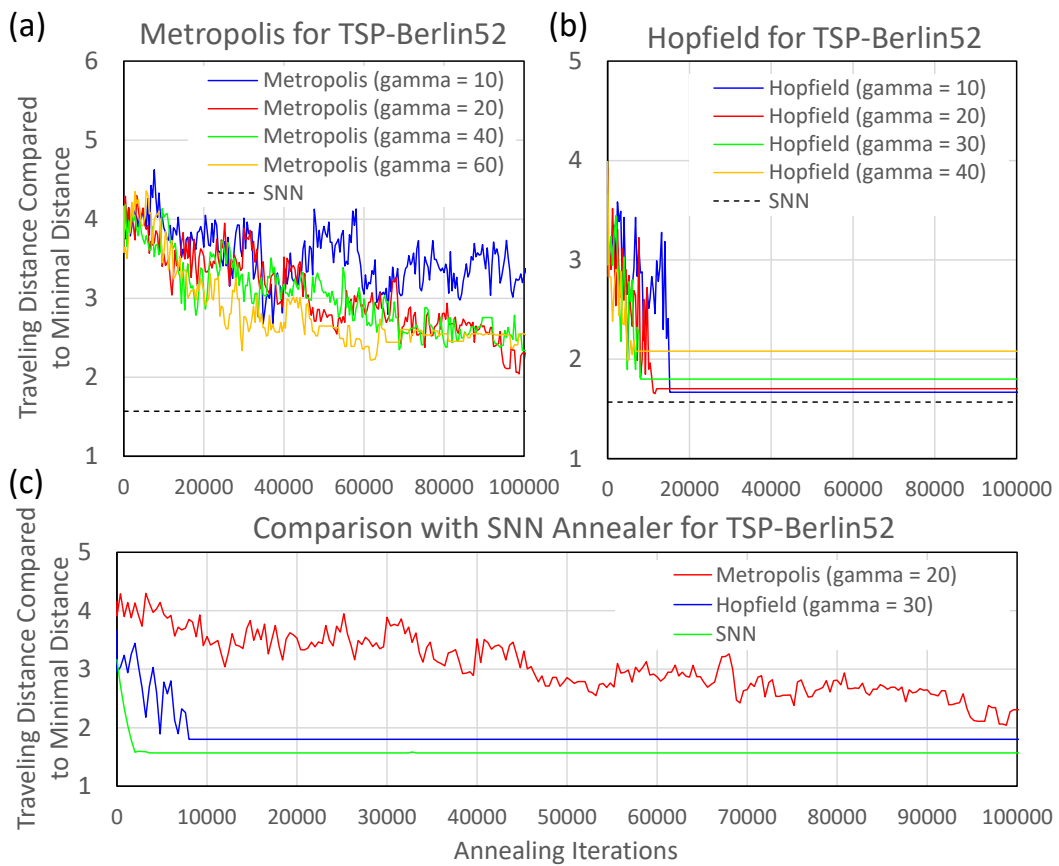 (a)
Metropolis for TSP-Berlin52
Traveling Distance Compared
to Minimal Distance
6
5
4
3
2
1
Metropolis (gamma = 10)
Metropolis (gamma = 20)
Metropolis (gamma = 40)
Metropolis (gamma = 60)
SNN
0 20000 40000 60000 80000 100000
(b)
Hopfield for TSP-Berlin52
5
4
3
2
1
Hopfield (gamma = 10)
Hopfield (gamma = 20)
Hopfield (gamma = 30)
Hopfield (gamma = 40)
SNN
0 20000 40000 60000 80000 100000
(c)
Comparison with SNN Annealer for TSP-Berlin52
Traveling Distance Compared
to Minimal Distance
5
4
3
2
1
Metropolis (gamma = 20)
Hopfield (gamma = 30)
SNN
0 10000 20000 30000 40000 50000 60000 70000 80000 90000 100000
Annealing Iterations